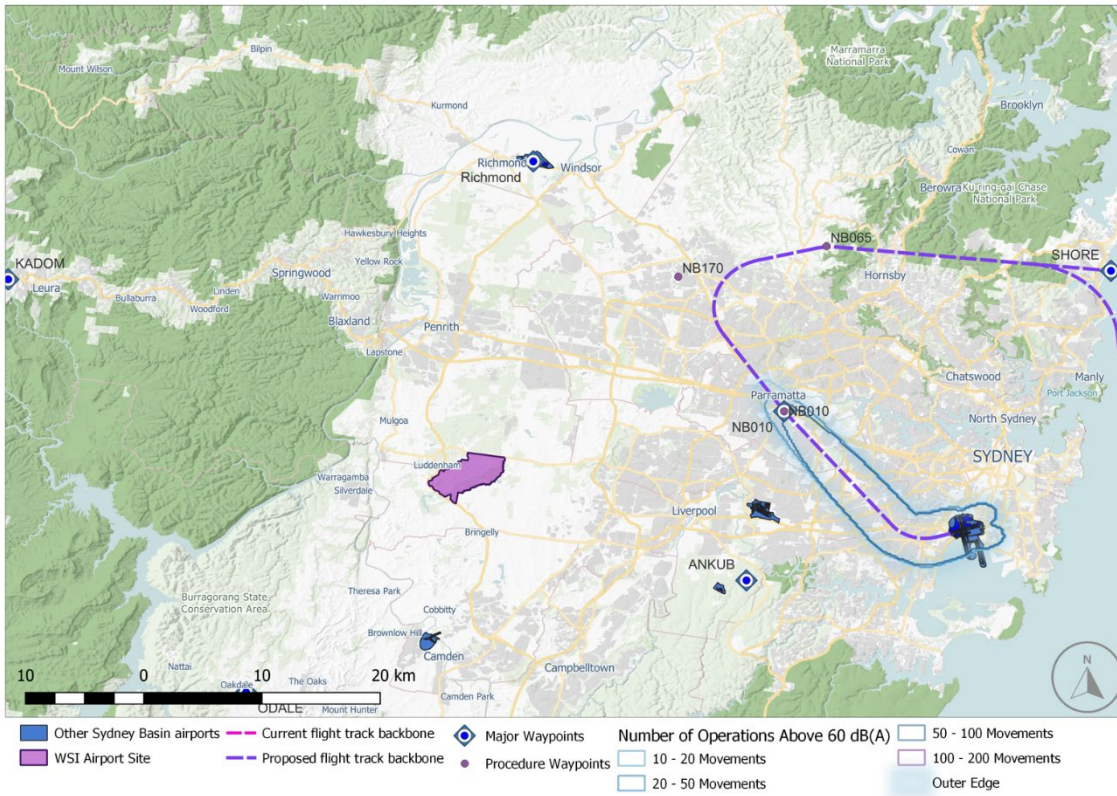 Marramarra
National Park
Bilpin
Mount Wilson
Brooklyn
Kurmond
Cowan
Richmond
Windsor
Richmond
Berowra
Ku-ring-gai Chase
National Park
Hawkesbury Heights
NB065
SHORE
KADOM
Yellow Rock
NB170
Hornsby
Leura
Springwood
Linden
Bullaburra
Warrimoo
Woodford
Blaxland
Penrith
Lapstone
Chatswood
Manly
Parramatta
Port Jackson
NB010
Mulgoa
NB010
North Sydney
SYDNEY
Luddenham
Warragamba
Silverdale
Liverpool
Bringelly
ANKUB
Theresa Park
Burragorang State
Conservation Area
Cobbitty
Brownlow Hill
Camden
N
Nattai
Campbelltown
10 0 10 20 km
Oakdale
The Oaks
Camden Park
ODALE
Mount Hunter
Other Sydney Basin airports
Current flight track backbone
Major Waypoints
Number of Operations Above 60 dB(A)
50 - 100 Movements
WSI Airport Site
Proposed flight track backbone
Procedure Waypoints
10 - 20 Movements
100 - 200 Movements
20 - 50 Movements
Outer Edge